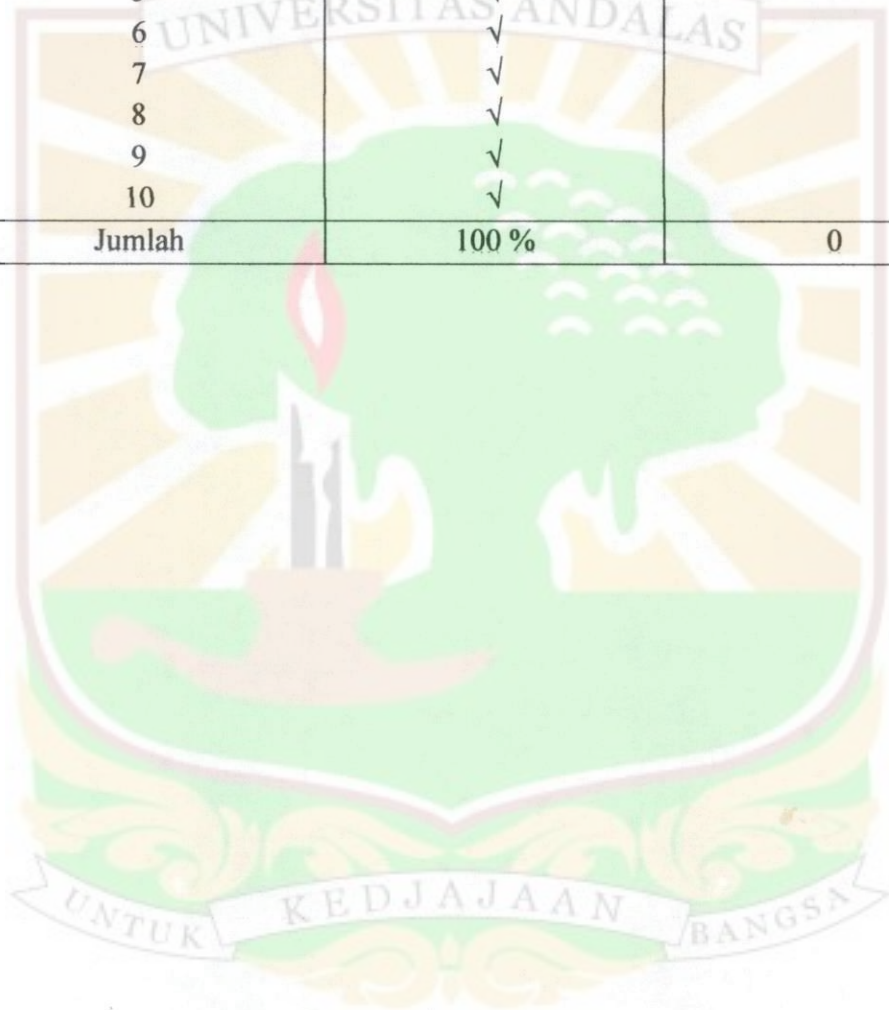 UNIVERSITAS ANDALAS
6 √
7 √
8 √
9 √
10 √
Jumlah 100 % 0
UNTUK KEDJAJAAN BANGSA